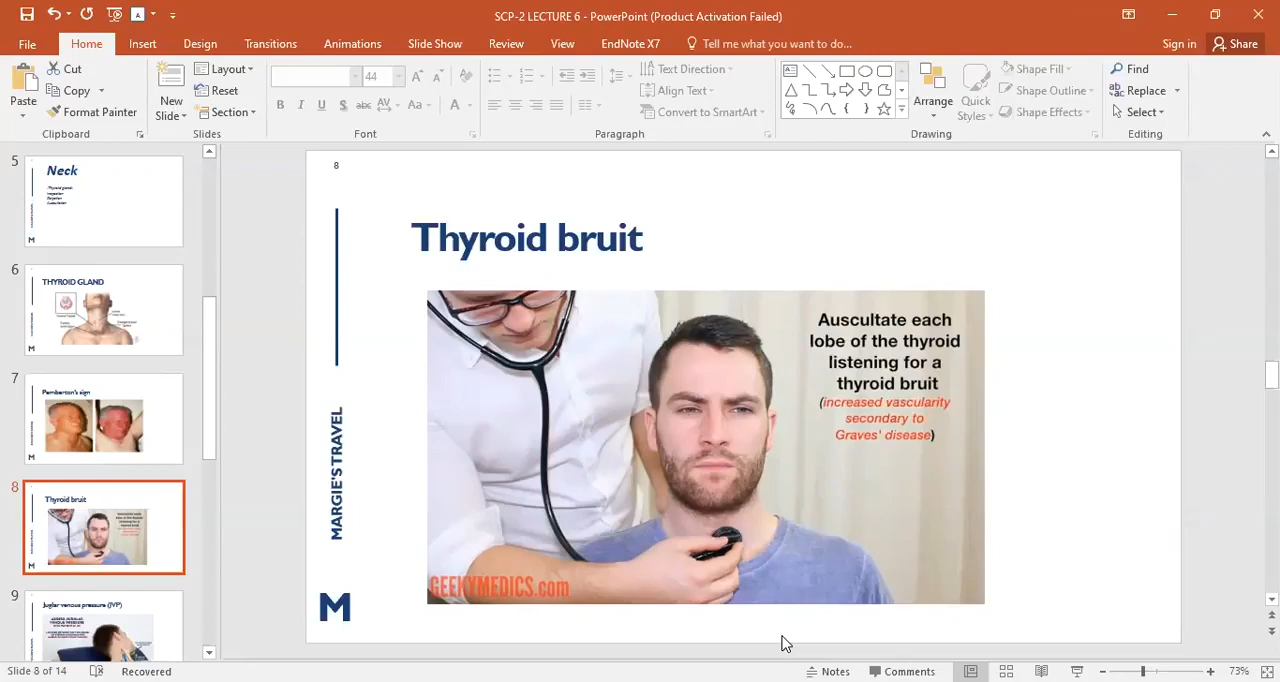 SCP-2 LECTURE 6 - PowerPoint (Product Activation Failed)
File Home Insert Design Transitions Animations Slide Show Review View EndNote X7 Tell me what you want to do... Sign in Share
Cut
Copy
Format Painter
Paste
Clipboard
New
Slide
Layout
Reset
Section
Slides
44
B I U S abc AV Aa A
Font
Text Direction
Align Text
Convert to SmartArt
Paragraph
Arrange
Quick
Styles
Shape Fill
Shape Outline
Shape Effects
Drawing
Find
Replace
Select
Editing
5
Neck
M
6
THYROID GLAND
M
7
Pemberton's sign
M
8
Thyroid bruit
M
9
Juglar venous pressure (JVP)
8
Thyroid bruit
MARGIE'S TRAVEL
M
Auscultate each
lobe of the thyroid
listening for a
thyroid bruit
(increased vascularity
secondary to
Graves' disease)
GEEKYMEDICS.com
Slide 8 of 14 Recovered Notes Comments 73%